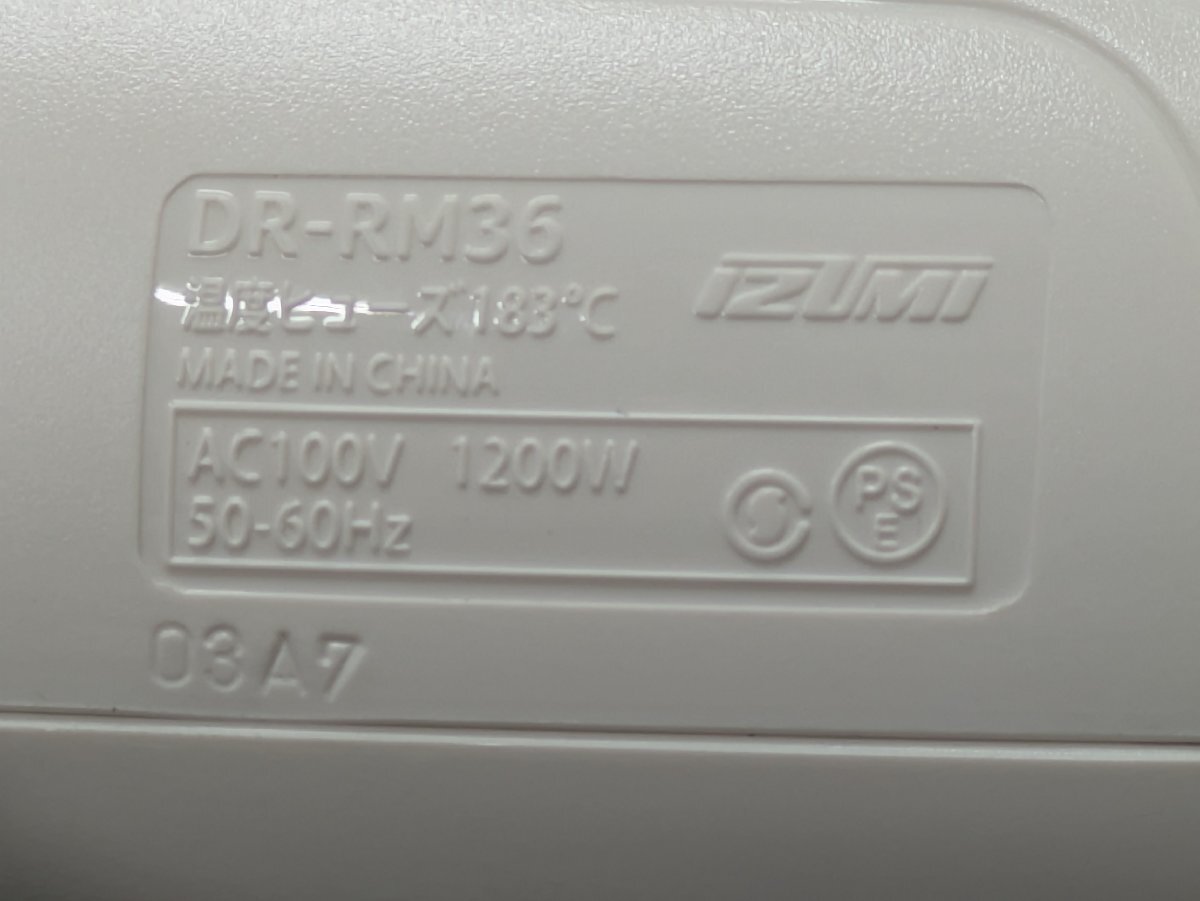 DR-RM36
IZUMI
温度ヒューズ183℃
MADE IN CHINA
AC100V 1200W
50-60Hz
PS
E
03A7